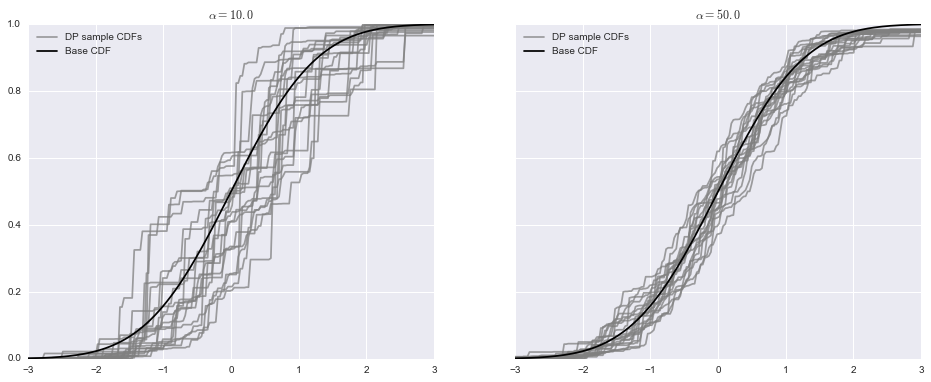 α = 10.0
DP sample CDFs
Base CDF
1.0
0.8
0.6
0.4
0.2
0.0
−3 −2 −1 0 1 2 3
α = 50.0
DP sample CDFs
Base CDF
−3 −2 −1 0 1 2 3